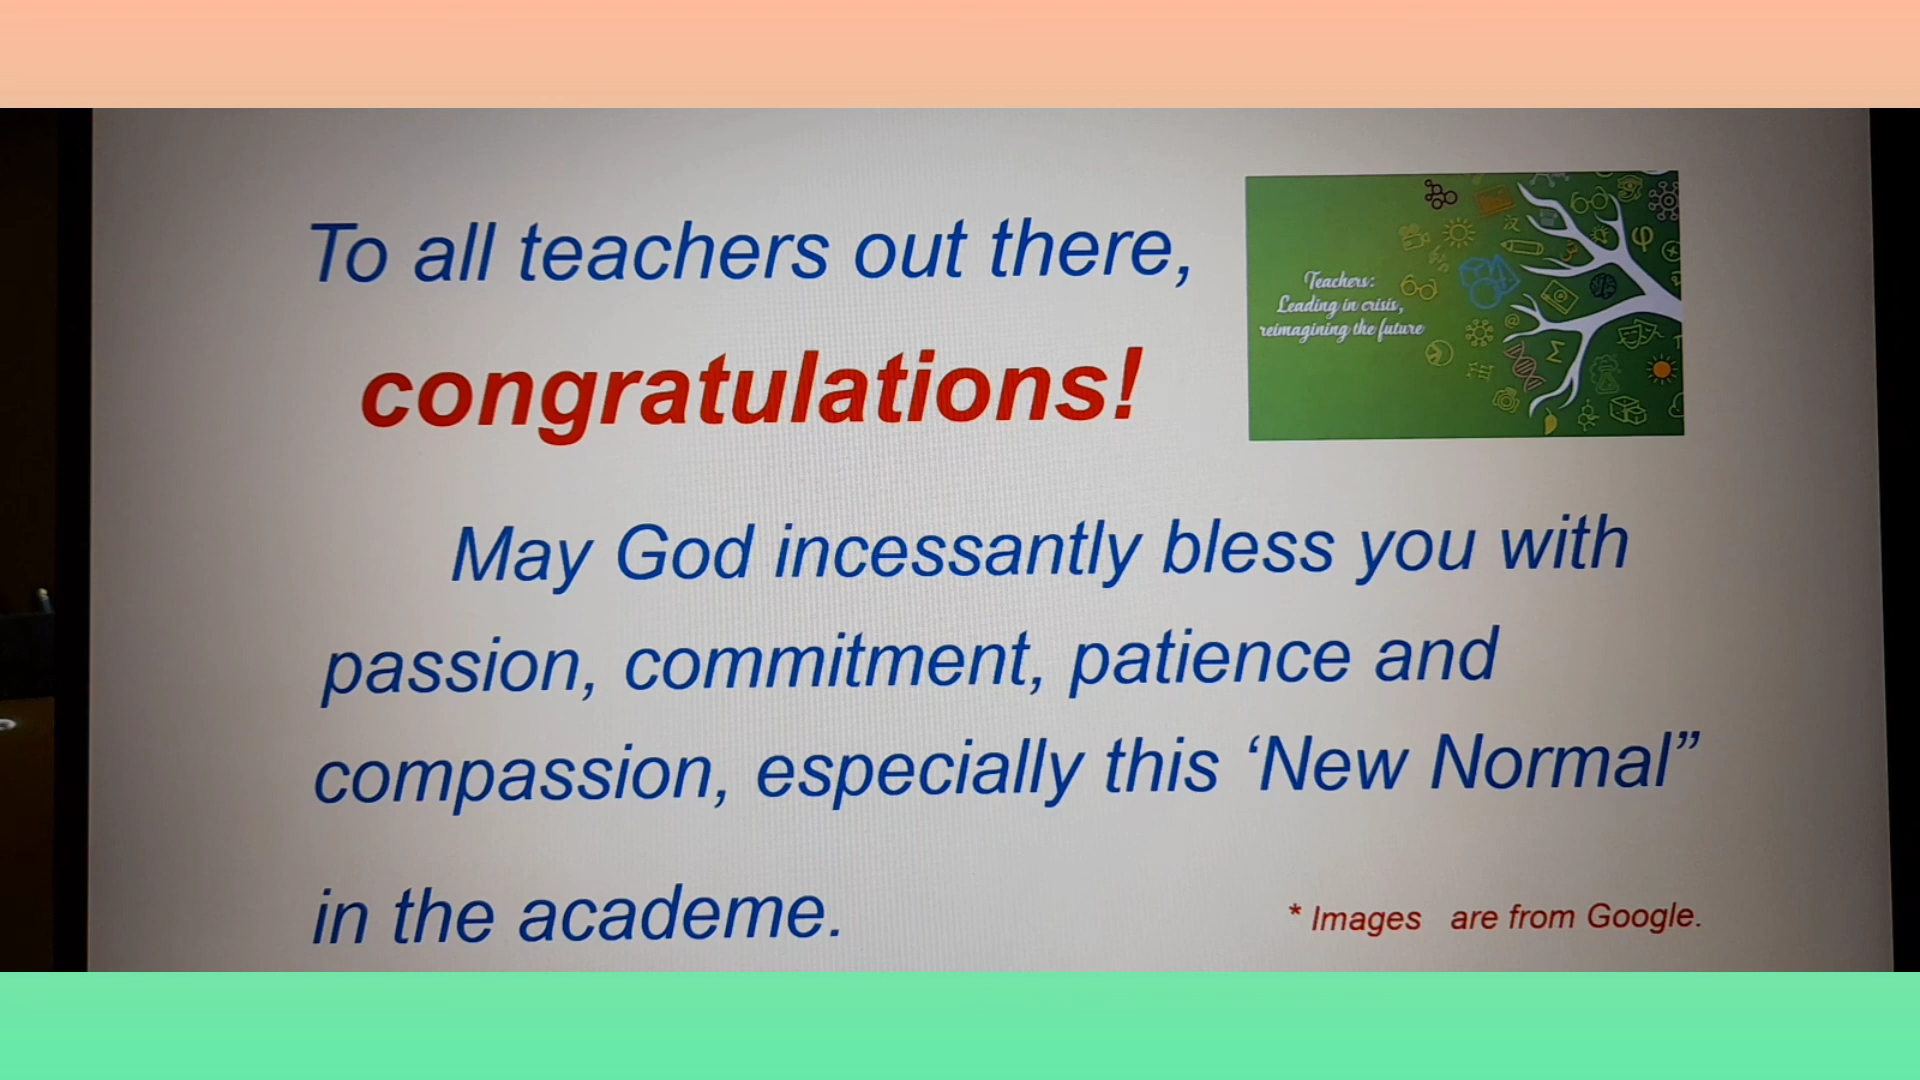 To all teachers out there,
congratulations!
Teachers:
Leading in crisis,
reimagining the future
May God incessantly bless you with
passion, commitment, patience and
compassion, especially this ‘New Normal”
in the academe.
* Images are from Google.